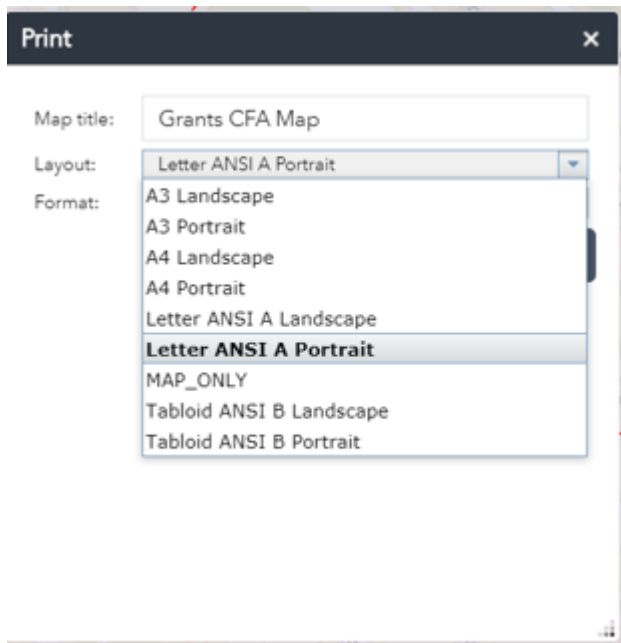 Print ×
Map title: Grants CFA Map
Layout: Letter ANSI A Portrait
Format:
A3 Landscape
A3 Portrait
A4 Landscape
A4 Portrait
Letter ANSI A Landscape
Letter ANSI A Portrait
MAP_ONLY
Tabloid ANSI B Landscape
Tabloid ANSI B Portrait